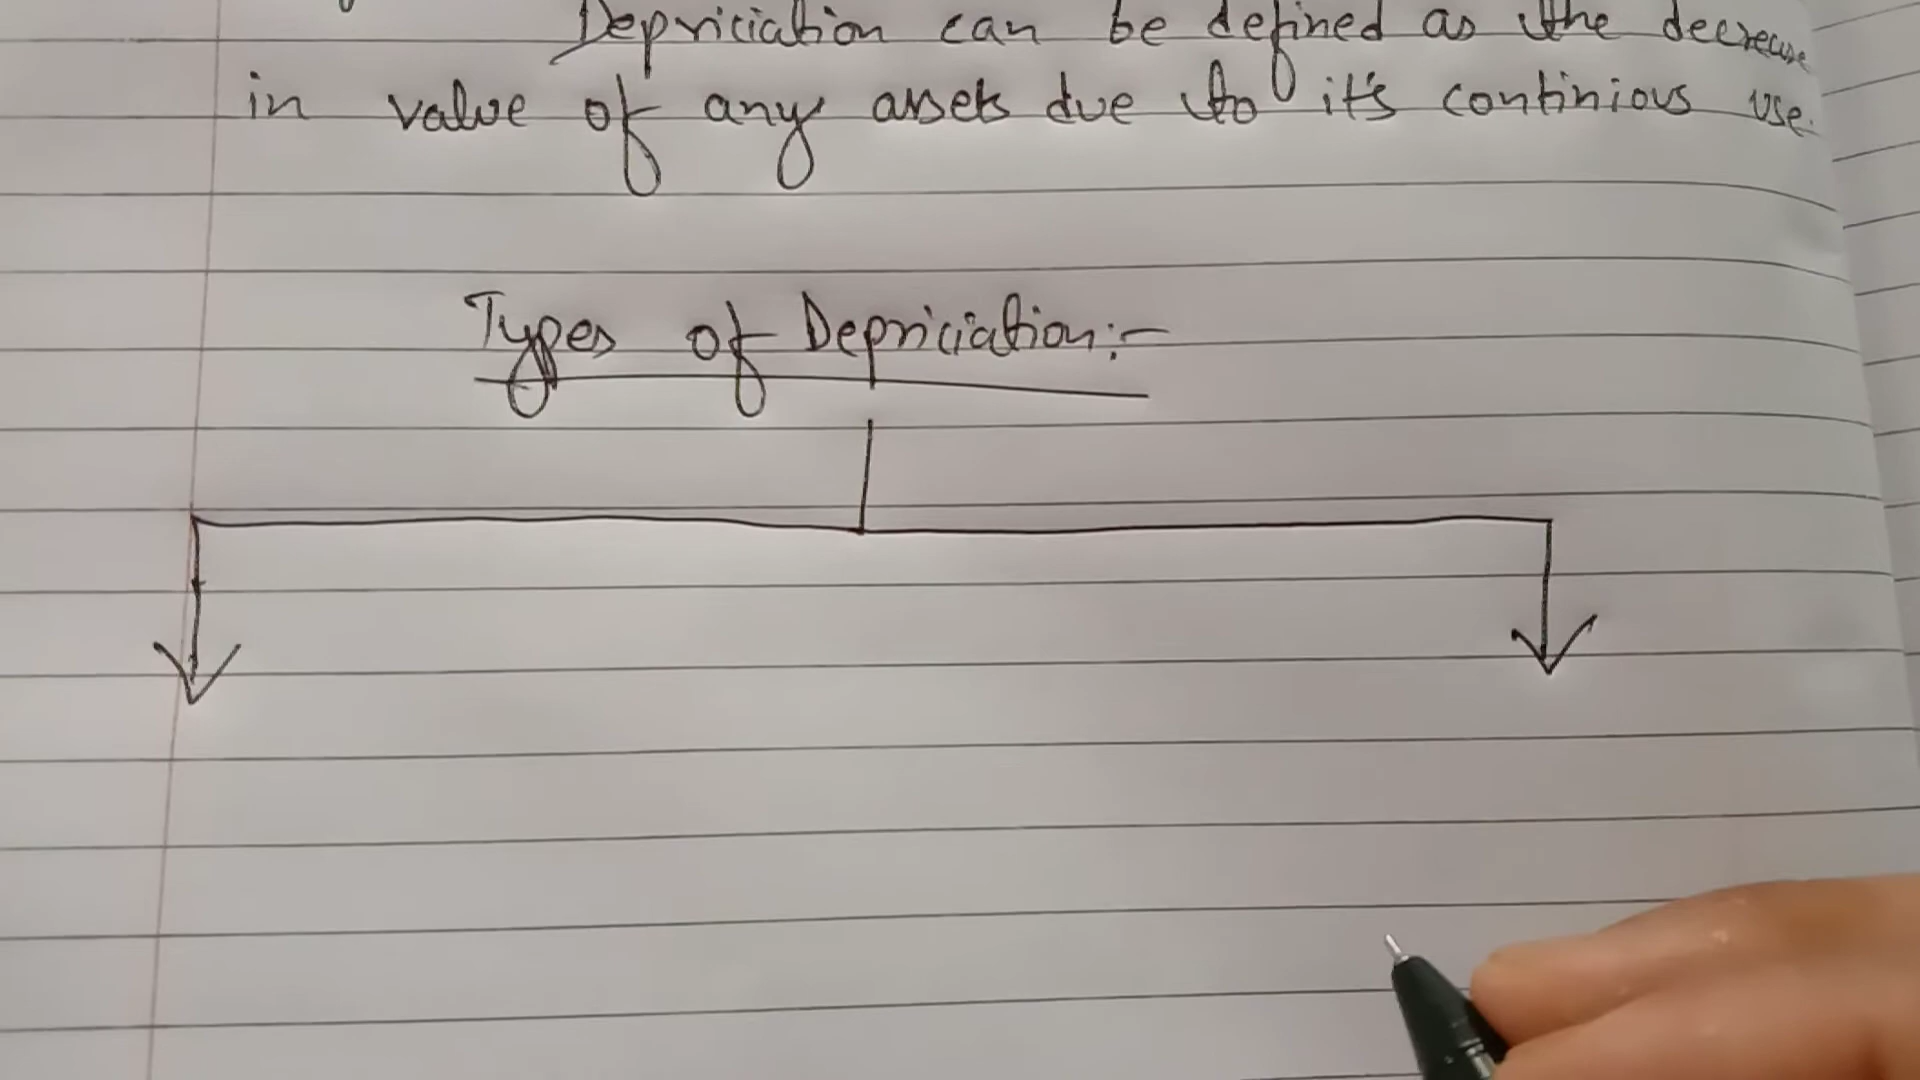 Depriciation can be defined as the decrease
in value of any assets due to it's continious use.
Types of Depriciation:-